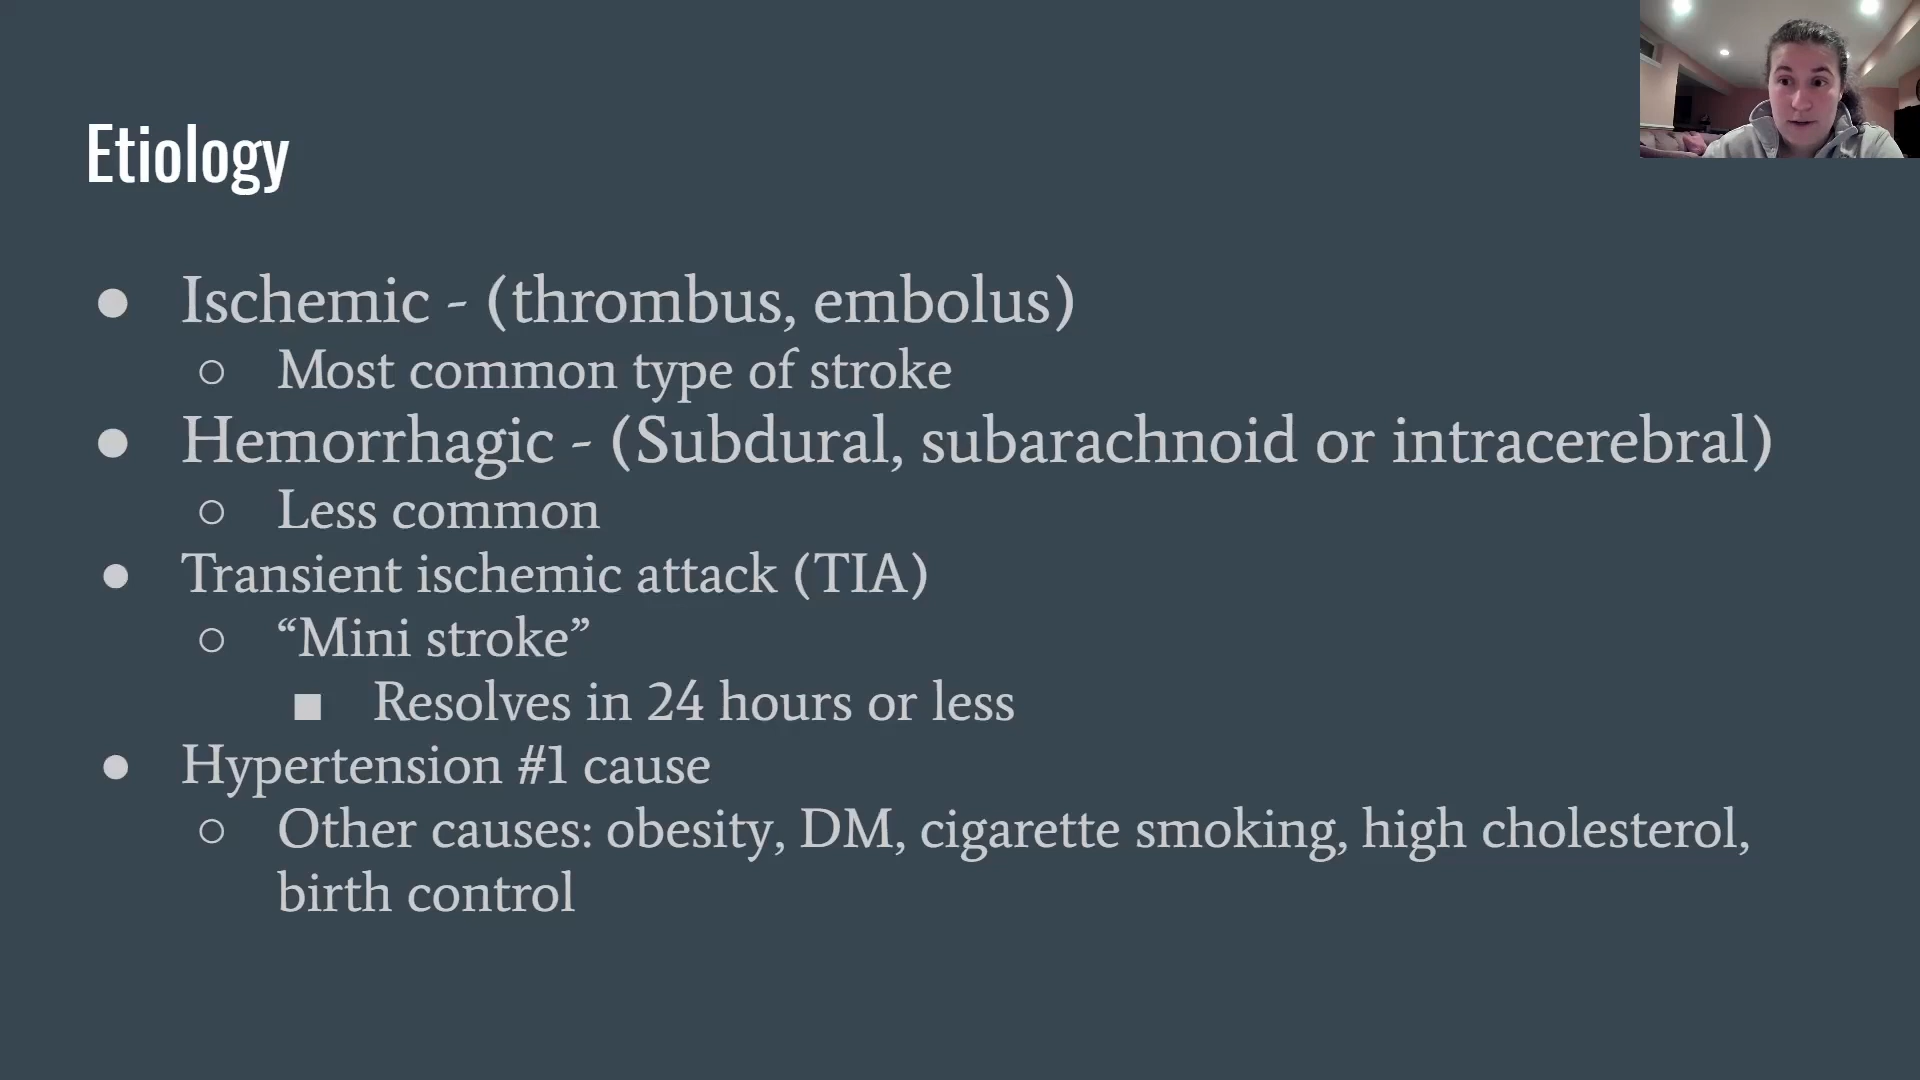 Etiology
● Ischemic - (thrombus, embolus)
○ Most common type of stroke
● Hemorrhagic - (Subdural, subarachnoid or intracerebral)
○ Less common
● Transient ischemic attack (TIA)
○ “Mini stroke”
■ Resolves in 24 hours or less
● Hypertension #1 cause
○ Other causes: obesity, DM, cigarette smoking, high cholesterol,
birth control